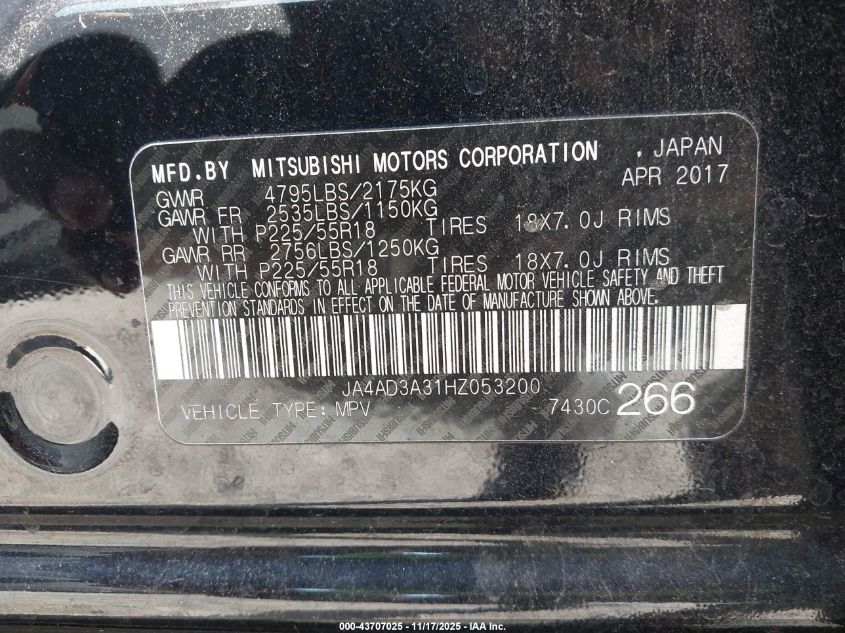 MFD.BY MITSUBISHI MOTORS CORPORATION , JAPAN
GVWR 4795LBS/2175KG APR 2017
GAWR FR 2535LBS/1150KG
WITH P225/55R18 TIRES 18X7.0J RIMS
GAWR RR 2756LBS/1250KG
WITH P225/55R18 TIRES 18X7.0J RIMS
THIS VEHICLE CONFORMS TO ALL APPLICABLE FEDERAL MOTOR VEHICLE SAFETY AND THEFT
PREVENTION STANDARDS IN EFFECT ON THE DATE OF MANUFACTURE SHOWN ABOVE.
JA4AD3A31HZ053200
VEHICLE TYPE: MPV 7430C 266
000-43707025 - 11/17/2025 - IAA Inc.